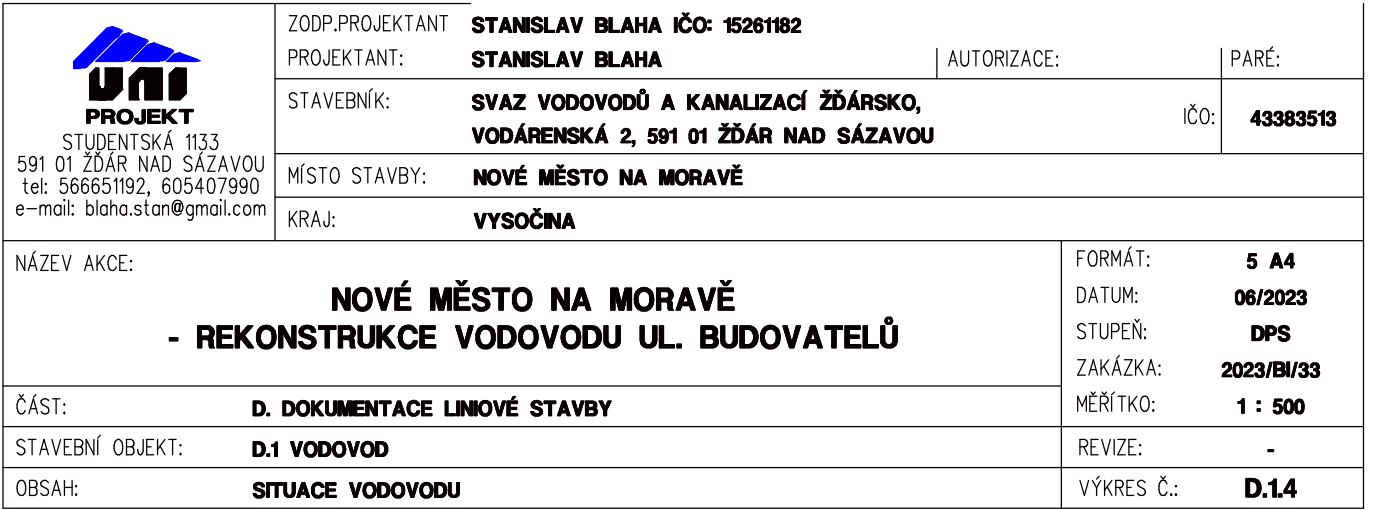 UNI
PROJEKT
STUDENTSKÁ 1133
591 01 ŽĎÁR NAD SÁZAVOU
tel: 566651192, 605407990
e-mail: blaha.stan@gmail.com
ZODP.PROJEKTANT STANISLAV BLAHA IČO: 15261182
PROJEKTANT: STANISLAV BLAHA AUTORIZACE: PARÉ:
STAVEBNÍK: SVAZ VODOVODŮ A KANALIZACÍ ŽĎÁRSKO,
VODÁRENSKÁ 2, 591 01 ŽĎÁR NAD SÁZAVOU IČO: 43383513
MÍSTO STAVBY: NOVÉ MĚSTO NA MORAVĚ
KRAJ: VYSOČINA
NÁZEV AKCE:
NOVÉ MĚSTO NA MORAVĚ
- REKONSTRUKCE VODOVODU UL. BUDOVATELŮ
FORMÁT: 5 A4
DATUM: 06/2023
STUPEŇ: DPS
ZAKÁZKA: 2023/Bl/33
MĚŘÍTKO: 1 : 500
ČÁST: D. DOKUMENTACE LINIOVÉ STAVBY
STAVEBNÍ OBJEKT: D.1 VODOVOD
REVIZE: -
OBSAH: SITUACE VODOVODU
VÝKRES Č.: D.1.4